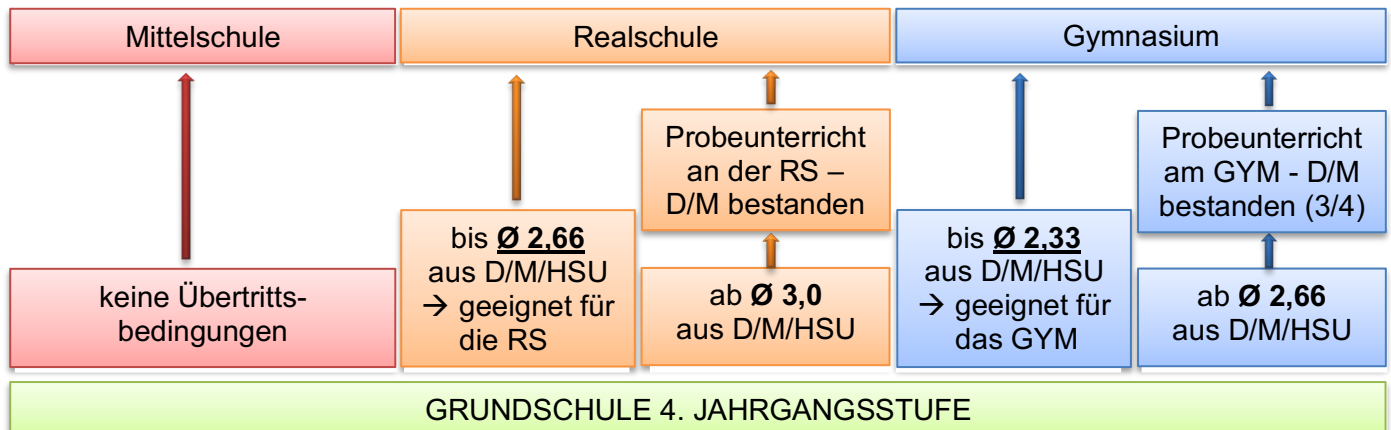 Mittelschule
Realschule
Gymnasium
Probeunterricht
an der RS –
D/M bestanden
Probeunterricht
am GYM - D/M
bestanden (3/4)
keine Übertritts-
bedingungen
bis Ø 2,66
aus D/M/HSU
→ geeignet für
die RS
ab Ø 3,0
aus D/M/HSU
bis Ø 2,33
aus D/M/HSU
→ geeignet für
das GYM
ab Ø 2,66
aus D/M/HSU
GRUNDSCHULE 4. JAHRGANGSSTUFE